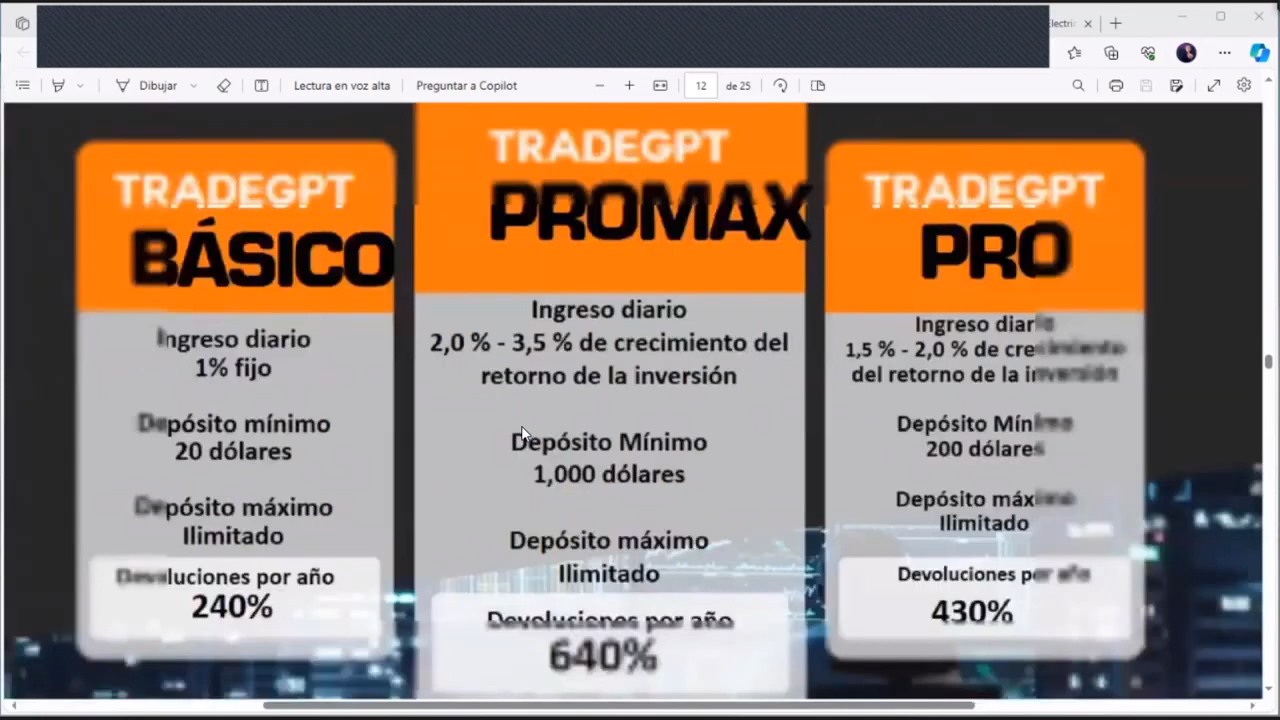 lectric
Dibujar
Lectura en voz alta
Preguntar a Copilot
12 de 25
TRADEGPT
BÁSICO
Ingreso diario
1% fijo
Depósito mínimo
20 dólares
Depósito máximo
Ilimitado
Devoluciones por año
240%
TRADEGPT
PROMAX
Ingreso diario
2,0 % - 3,5 % de crecimiento del
retorno de la inversión
Depósito Mínimo
1,000 dólares
Depósito máximo
Ilimitado
Devoluciones por año
640%
TRADEGPT
PRO
Ingreso diario
1,5 % - 2,0 % de crecimiento
del retorno de la inversión
Depósito Mínimo
200 dólares
Depósito máximo
Ilimitado
Devoluciones por año
430%